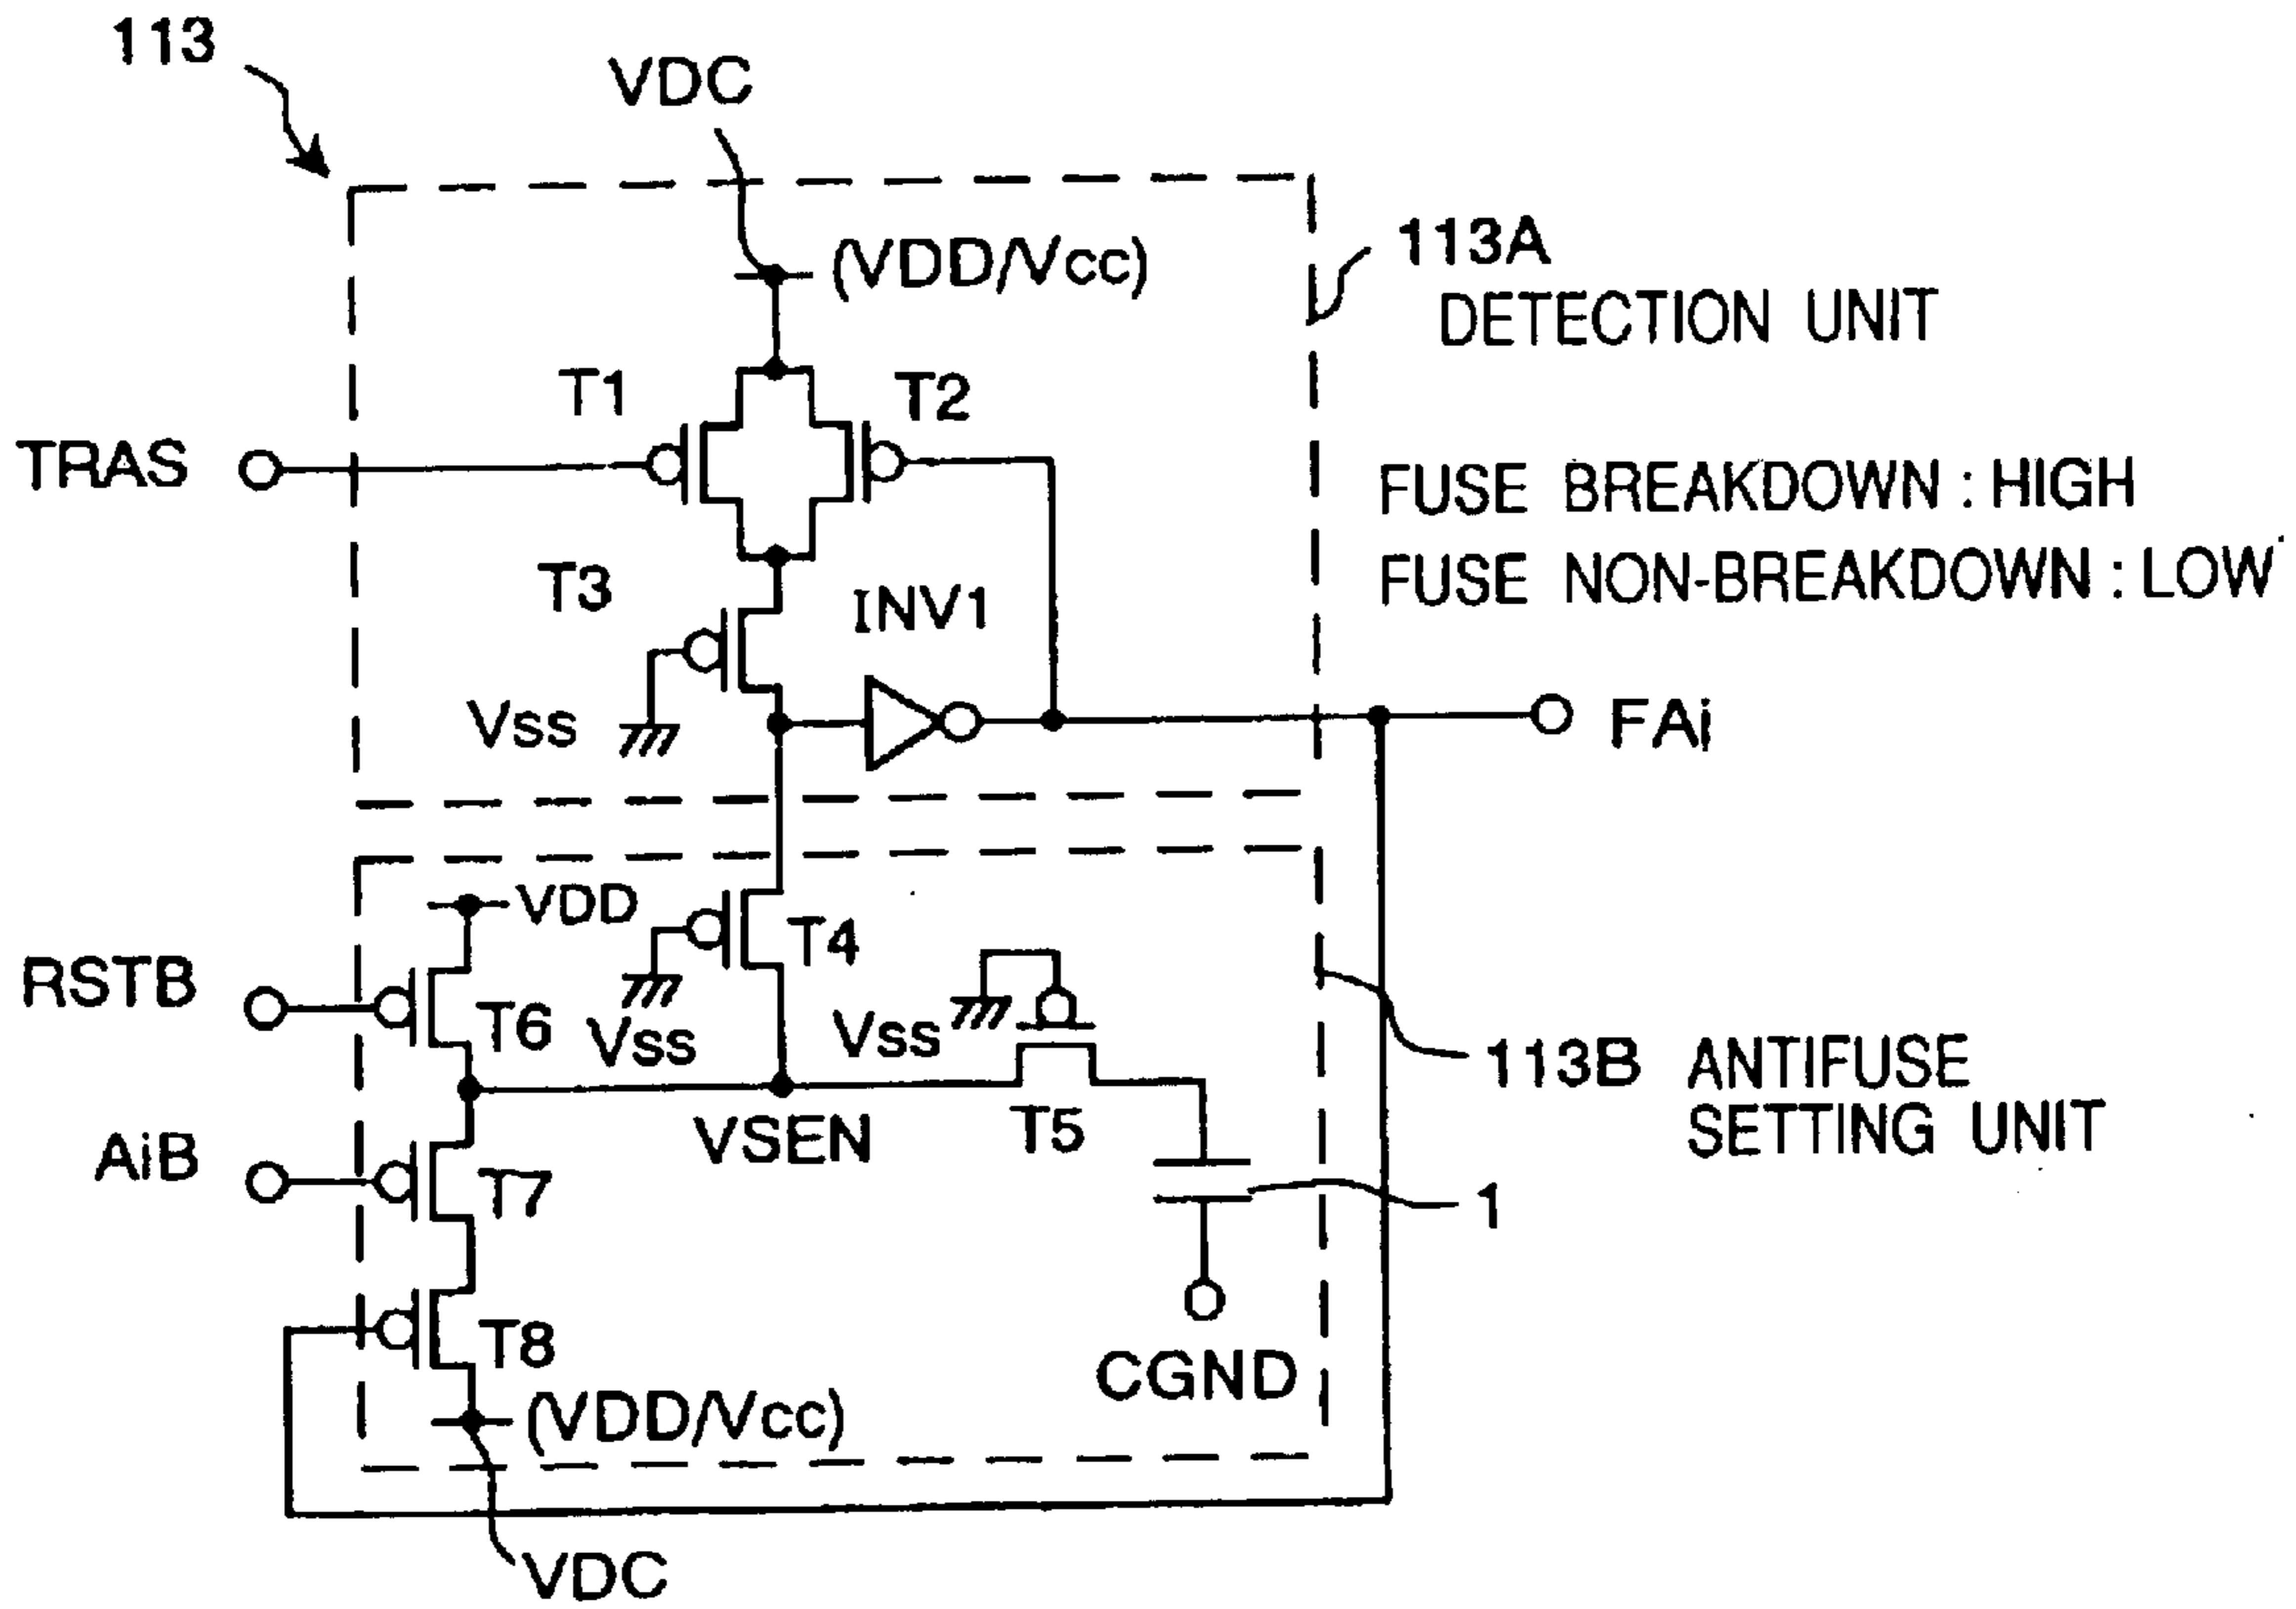 113
VDC
(VDD/Vcc)
113A
DETECTION UNIT
T1
T2
TRAS
FUSE BREAKDOWN : HIGH
FUSE NON-BREAKDOWN : LOW
T3
INV1
Vss
FAi
VDD
T4
RSTB
T6
Vss
Vss
113B ANTIFUSE
SETTING UNIT
VSEN
T5
AiB
T7
1
T8
CGND
(VDD/Vcc)
VDC